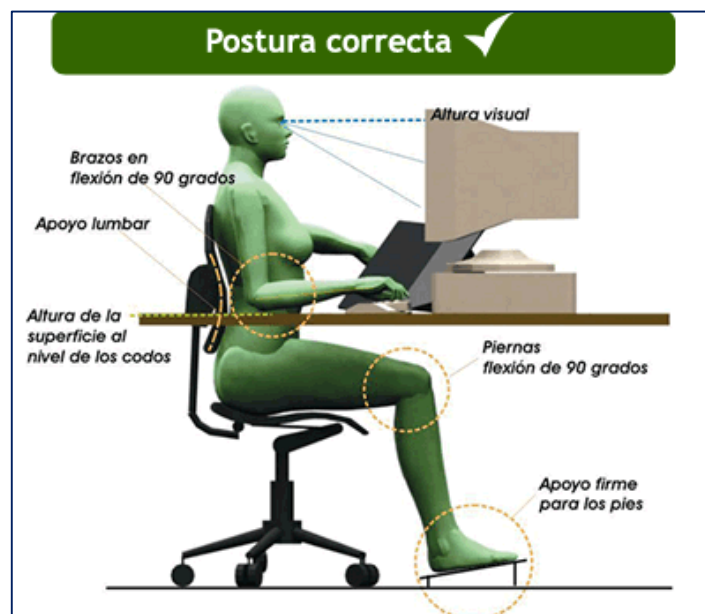 Postura correcta
Altura visual
Brazos en
flexión de 90 grados
Apoyo lumbar
Altura de la
superficie al
nivel de los codos
Piernas
flexión de 90 grados
Apoyo firme
para los pies